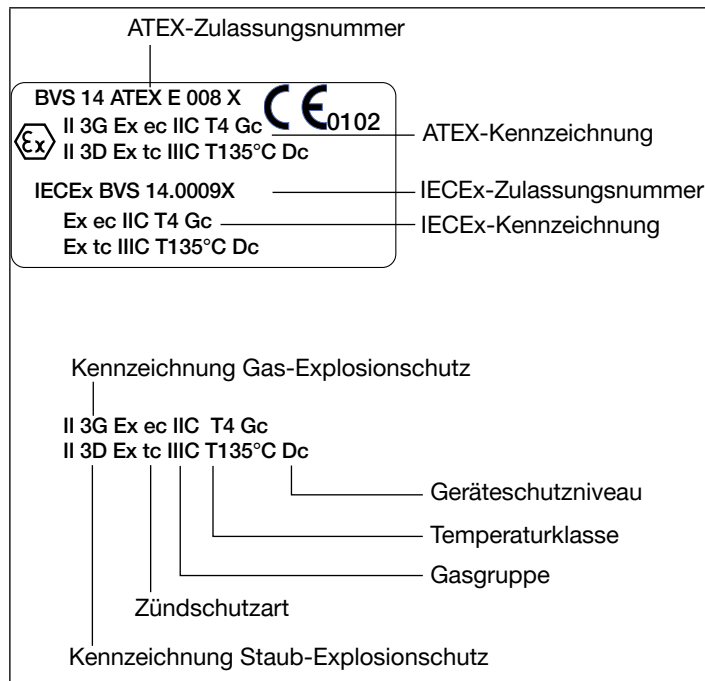 ATEX-Zulassungsnummer
BVS 14 ATEX E 008 X CE0102
Ex II 3G Ex ec IIC T4 Gc
II 3D Ex tc IIIC T135°C Dc
ATEX-Kennzeichnung
IECEx BVS 14.0009X
IECEx-Zulassungsnummer
Ex ec IIC T4 Gc
IECEx-Kennzeichnung
Ex tc IIIC T135°C Dc
Kennzeichnung Gas-Explosionschutz
II 3G Ex ec IIC T4 Gc
II 3D Ex tc IIIC T135°C Dc
Geräteschutzniveau
Temperaturklasse
Gasgruppe
Zündschutzart
Kennzeichnung Staub-Explosionschutz